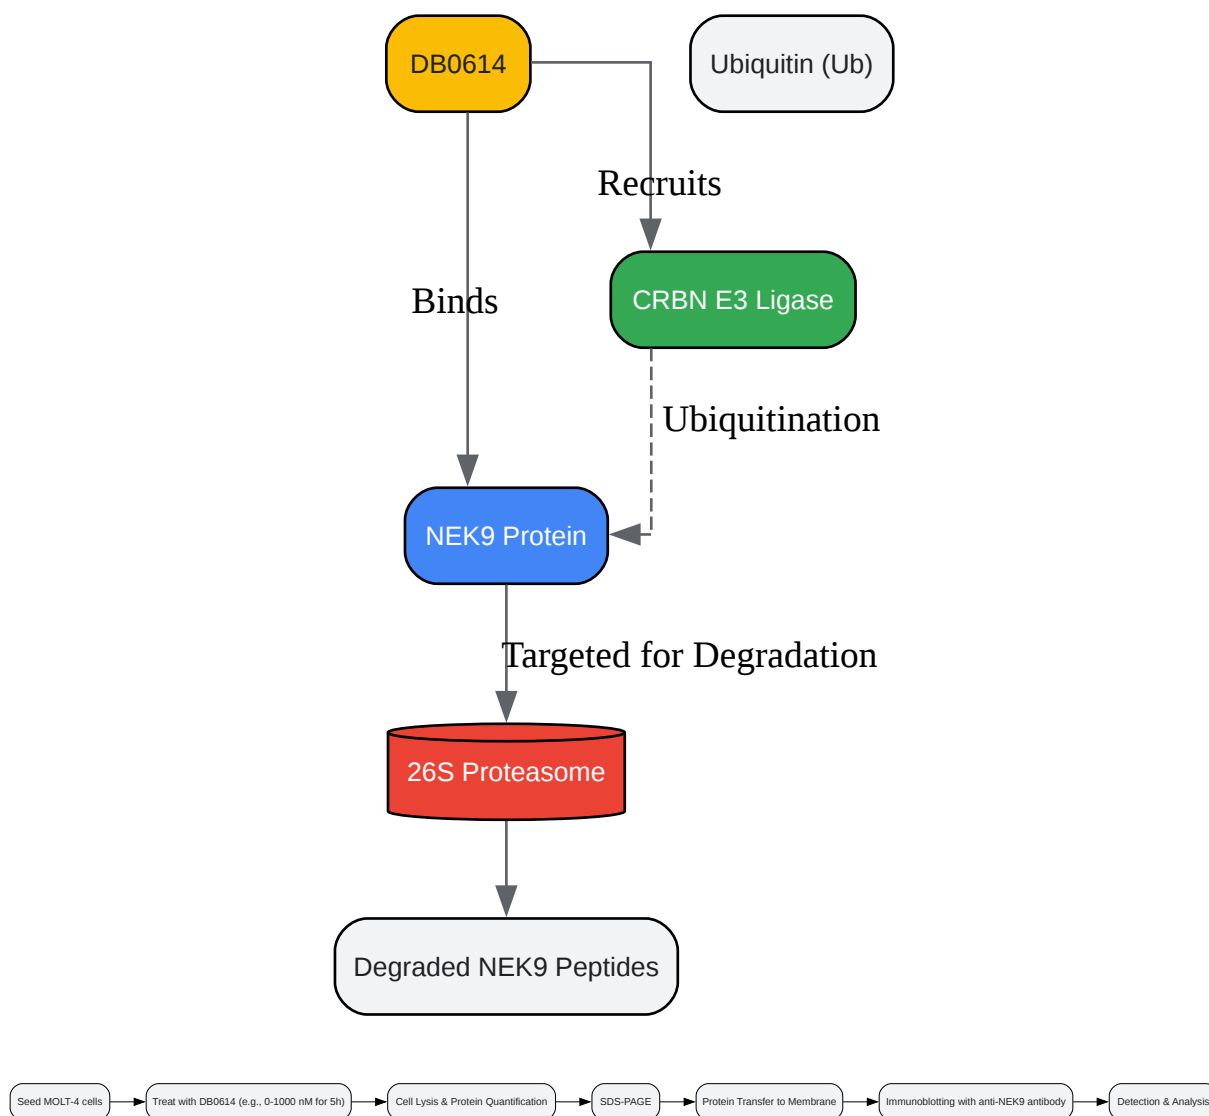 DB0614
Ubiquitin (Ub)
Recruits
Binds
CRBN E3 Ligase
Ubiquitination
NEK9 Protein
Targeted for Degradation
26S Proteasome
Degraded NEK9 Peptides
Seed MOLT-4 cells
Treat with DB0614 (e.g., 0-1000 nM for 5h)
Cell Lysis & Protein Quantification
SDS-PAGE
Protein Transfer to Membrane
Immunoblotting with anti-NEK9 antibody
Detection & Analysis